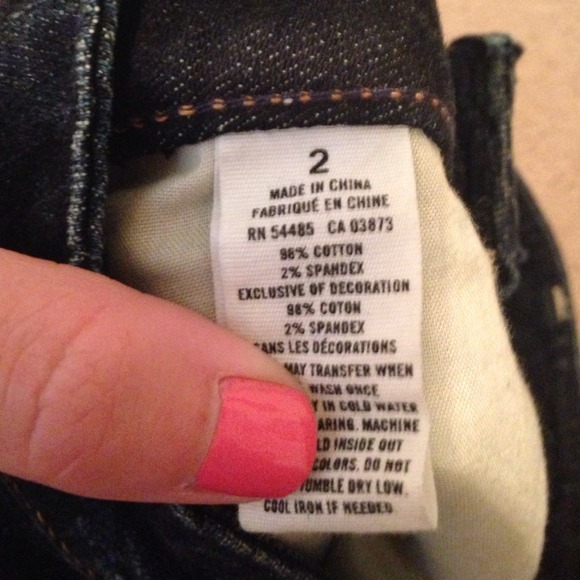 2
MADE IN CHINA
FABRIQUÉ EN CHINE
RN 54485 CA 03873
98% COTTON
2% SPANDEX
EXCLUSIVE OF DECORATION
98% COTON
2% SPANDEX
SANS LES DÉCORATIONS
MAY TRANSFER WHEN
WASH ONCE
IN COLD WATER
MACHINE
INSIDE OUT
COLORS. DO NOT
TUMBLE DRY LOW.
COOL IRON IF NEEDED